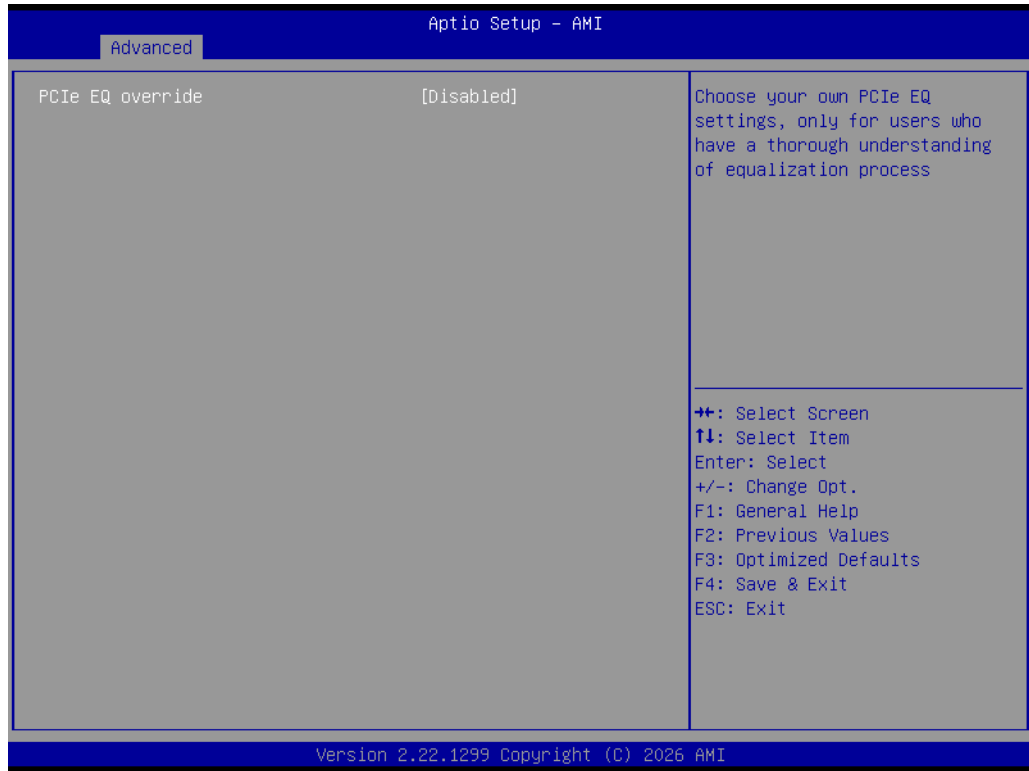 Aptio Setup – AMI
Advanced
PCIe EQ override [Disabled]
Choose your own PCIe EQ
settings, only for users who
have a thorough understanding
of equalization process
→←: Select Screen
↑↓: Select Item
Enter: Select
+/-: Change Opt.
F1: General Help
F2: Previous Values
F3: Optimized Defaults
F4: Save & Exit
ESC: Exit
Version 2.22.1299 Copyright (C) 2026 AMI